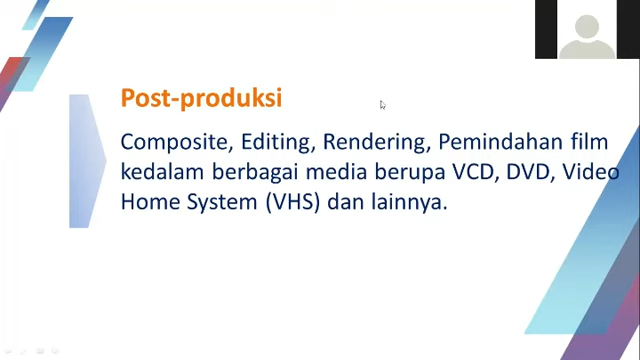 Post-produksi
Composite, Editing, Rendering, Pemindahan film
kedalam berbagai media berupa VCD, DVD, Video
Home System (VHS) dan lainnya.